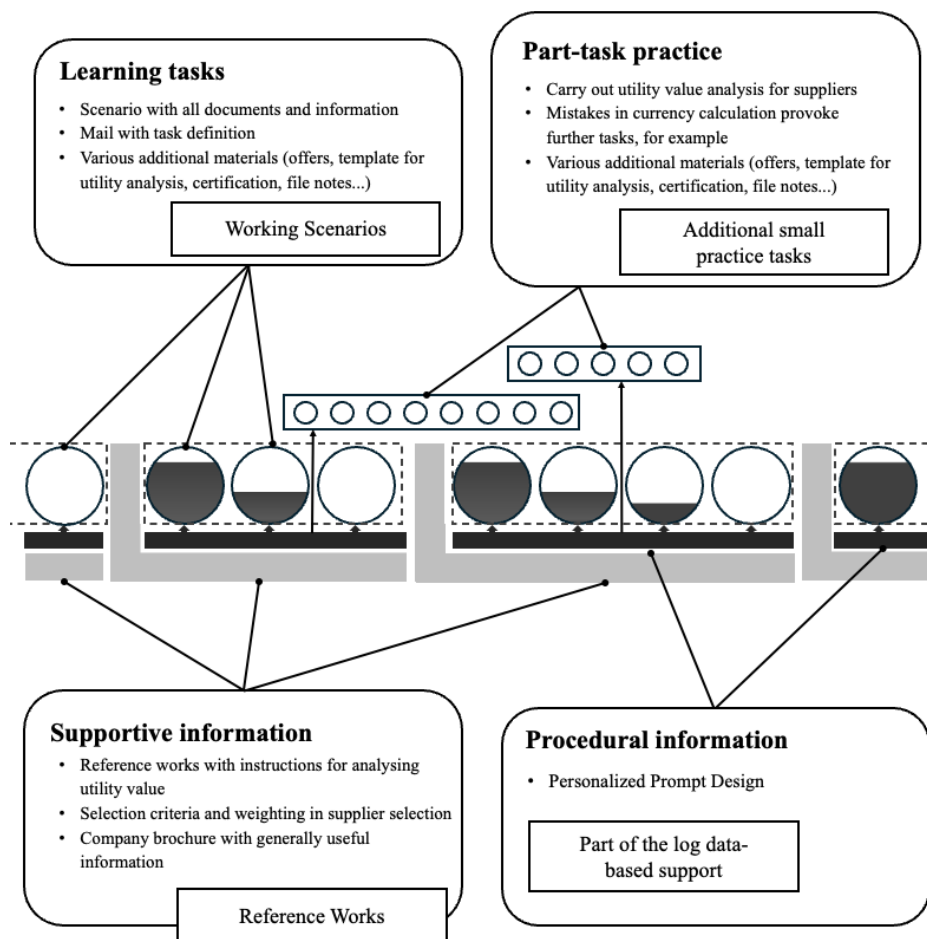 Learning tasks
• Scenario with all documents and information
• Mail with task definition
• Various additional materials (offers, template for
utility analysis, certification, file notes...)
Working Scenarios
Part-task practice
• Carry out utility value analysis for suppliers
• Mistakes in currency calculation provoke
further tasks, for example
• Various additional materials (offers, template for
utility analysis, certification, file notes...)
Additional small
practice tasks
Supportive information
• Reference works with instructions for analysing
utility value
• Selection criteria and weighting in supplier selection
• Company brochure with generally useful
information
Reference Works
Procedural information
• Personalized Prompt Design
Part of the log data-
based support